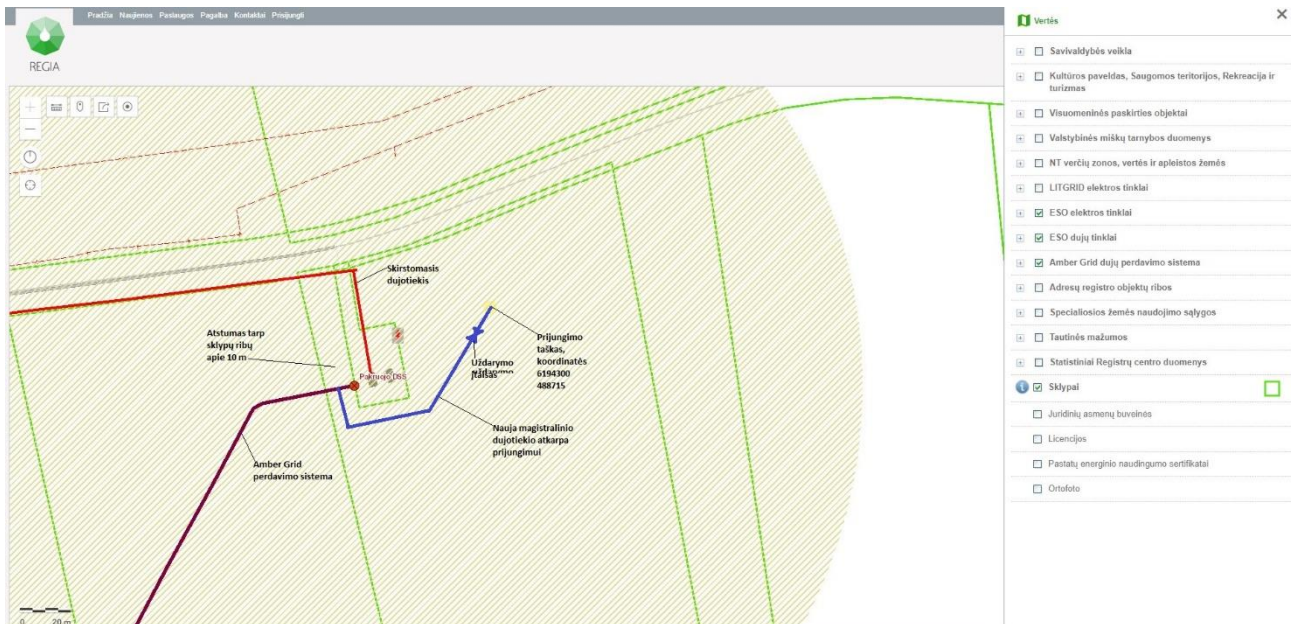 Pradžia Naujienos Paslaugos Pagalba Kontaktai Prisijungti
REGIA
Skirstomasis
dujotiekis
Atstumas tarp
sklypų ribų
apie 10 m
Pakruojo DSS
Uždarymo
įtaisas
Prijungimo
taškas,
koordinatės
6194300
488715
Nauja magistralinio
dujotiekio atkarpa
prijungimui
Amber Grid
perdavimo sistema
0 20 m
Vertės
Savivaldybės veikla
Kultūros paveldas, Saugomos teritorijos, Rekreacija ir
turizmas
Visuomeninės paskirties objektai
Valstybinės miškų tarnybos duomenys
NT verčių zonos, vertės ir apleistos žemės
LITGRID elektros tinklai
ESO elektros tinklai
ESO dujų tinklai
Amber Grid dujų perdavimo sistema
Adresų registro objektų ribos
Specialiosios žemės naudojimo sąlygos
Tautinės mažumos
Statistiniai Registrų centro duomenys
Sklypai
Juridinių asmenų buveinės
Licencijos
Pastatų energinio naudingumo sertifikatai
Ortofoto